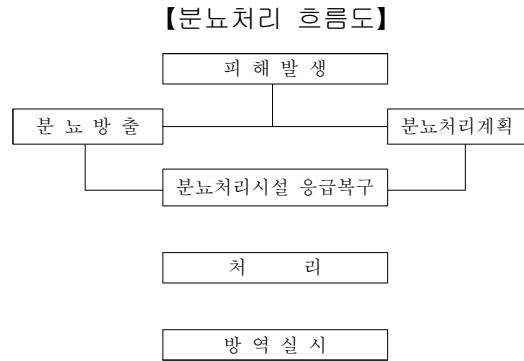 【분뇨처리 흐름도】
피 해 발 생
분 뇨 방 출
분뇨처리계획
분뇨처리시설 응급복구
처 리
방 역 실 시